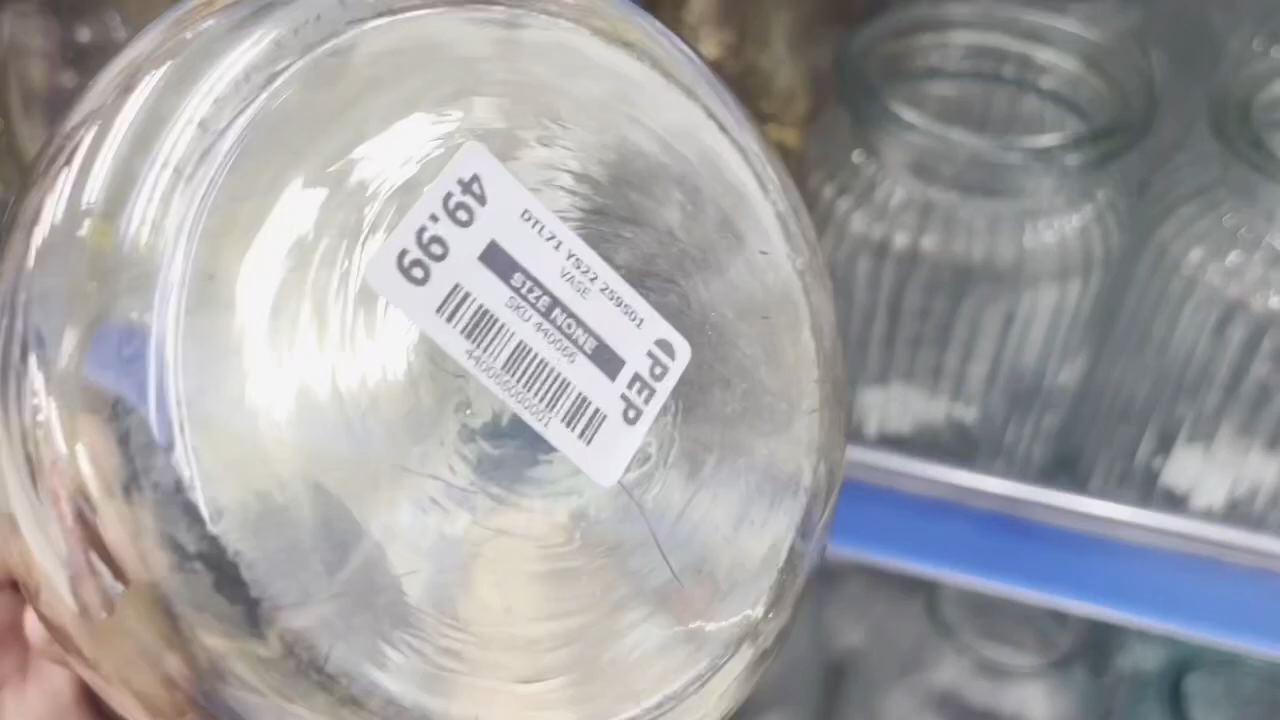 (PEP
DTL71 YS22 259501
VASE
SIZE NONE
SKU 440066
440066000001
49.99